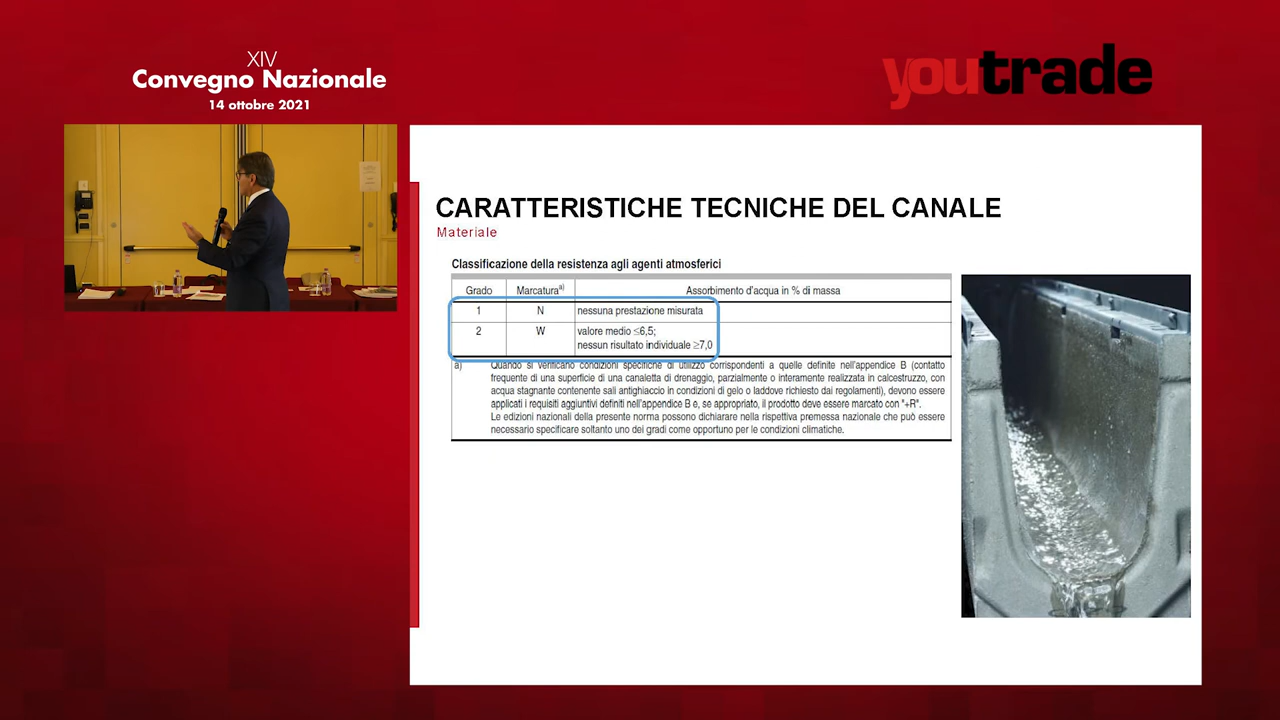 XIV
Convegno Nazionale
14 ottobre 2021
youtrade
CARATTERISTICHE TECNICHE DEL CANALE
Materiale
Classificazione della resistenza agli agenti atmosferici
Grado Marcatura a) Assorbimento d'acqua in % di massa
1 N nessuna prestazione misurata
2 W valore medio ≤6,5;
nessun risultato individuale ≥7,0
a) Quando si verificano condizioni specifiche di utilizzo corrispondenti a quelle definite nell'appendice B (contatto
frequente di una superficie di una canaletta di drenaggio, parzialmente o interamente realizzata in calcestruzzo, con
acqua stagnante contenente sali antighiaccio in condizioni di gelo o laddove richiesto dai regolamenti), devono essere
applicati i requisiti aggiuntivi definiti nell'appendice B e, se appropriato, il prodotto deve essere marcato con "+R".
Le edizioni nazionali della presente norma possono dichiarare nella rispettiva premessa nazionale che può essere
necessario specificare soltanto uno dei gradi come opportuno per le condizioni climatiche.